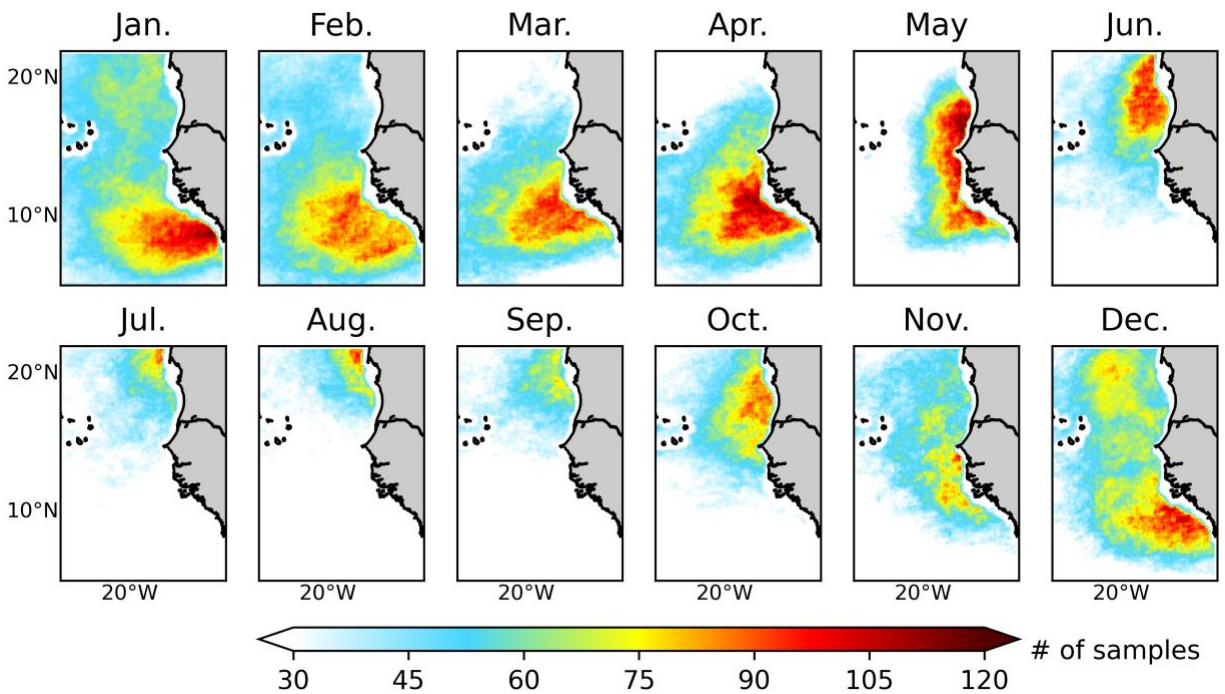 Jan. Feb. Mar. Apr. May Jun.
20°N
10°N
Jul. Aug. Sep. Oct. Nov. Dec.
20°N
10°N
20°W 20°W 20°W 20°W 20°W 20°W
30 45 60 75 90 105 120 # of samples